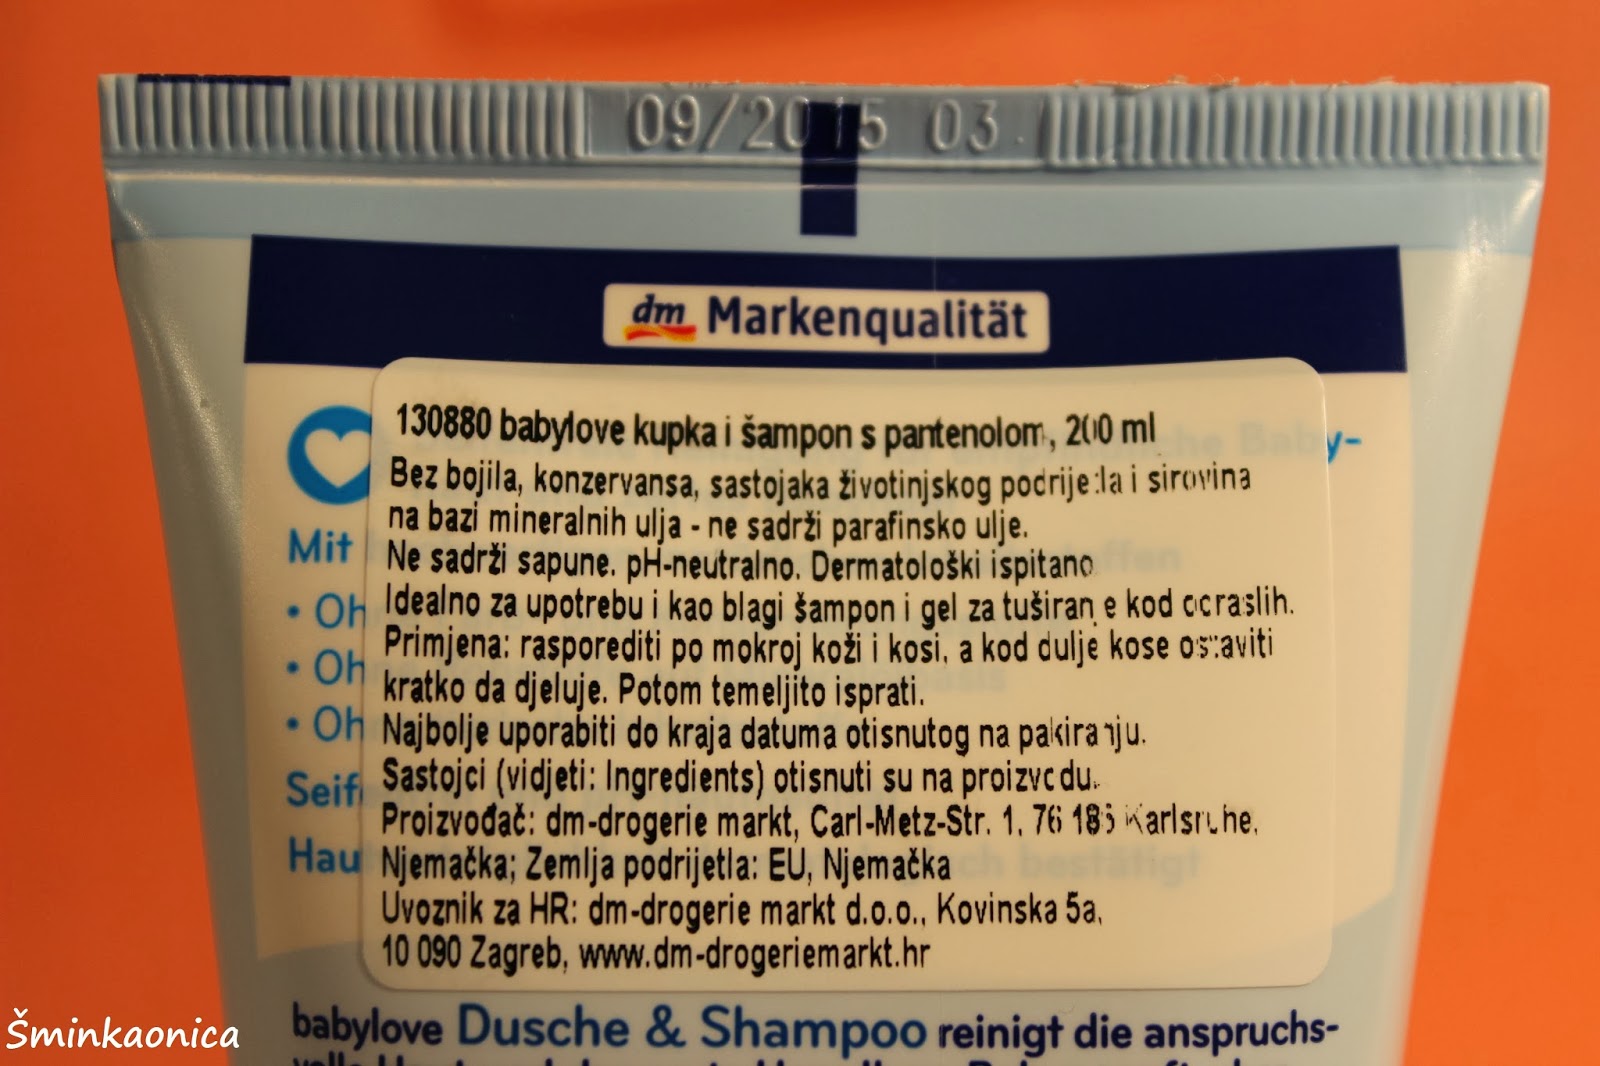 09/2015 03
dm Markenqualität
130880 babylove kupka i šampon s pantenolom, 200 ml
Bez bojila, konzervansa, sastojaka životinjskog podrijetla i sirovina
na bazi mineralnih ulja - ne sadrži parafinsko ulje.
Ne sadrži sapune. pH-neutralno. Dermatološki ispitano
Idealno za upotrebu i kao blagi šampon i gel za tuširanje kod odraslih.
Primjena: rasporediti po mokroj koži i kosi, a kod dulje kose ostaviti
kratko da djeluje. Potom temeljito isprati.
Najbolje uporabiti do kraja datuma otisnutog na pakiranju.
Sastojci (vidjeti: Ingredients) otisnuti su na proizvodu.
Proizvođač: dm-drogerie markt, Carl-Metz-Str. 1, 76 185 Karlsruhe,
Njemačka; Zemlja podrijetla: EU, Njemačka
Uvoznik za HR: dm-drogerie markt d.o.o., Kovinska 5a,
10 090 Zagreb, www.dm-drogeriemarkt.hr
Mit
babylove Dusche & Shampoo reinigt die anspruchs-
Šminkaonica